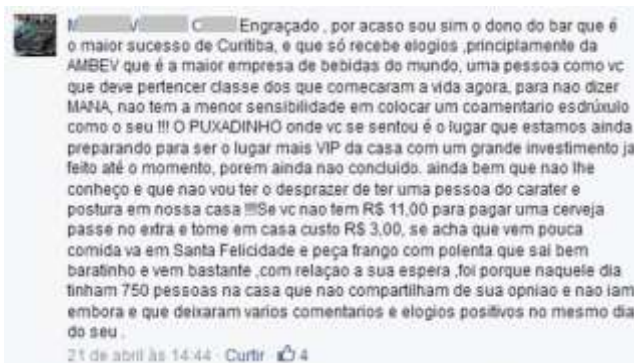 M V C Engraçado , por acaso sou sim o dono do bar que é
o maior sucesso de Curitiba, e que só recebe elogios ,principlamente da
AMBEV que é a maior empresa de bebidas do mundo, uma pessoa como vc
que deve pertencer classe dos que comecaram a vida agora, para nao dizer
MANA, nao tem a menor sensibilidade em colocar um coamentario esdrúxulo
como o seu !!! O PUXADINHO onde vc se sentou é o lugar que estamos ainda
preparando para ser o lugar mais VIP da casa com um grande investimento ja
feito até o momento, porem ainda nao concluido. ainda bem que nao lhe
conheço e que nao vou ter o desprazer de ter uma pessoa do carater e
postura em nossa casa !!!Se vc nao tem R$ 11,00 para pagar uma cerveja
passe no extra e tome em casa custo R$ 3,00, se acha que vem pouca
comida va em Santa Felicidade e peça frango com polenta que sai bem
baratinho e vem bastante ,com relaçao a sua espera ,foi porque naquele dia
tinham 750 pessoas na casa que nao compartilham de sua opniao e nao iam
embora e que deixaram varios comentarios e elogios positivos no mesmo dia
do seu .
21 de abril às 14:44 · Curtir · 4